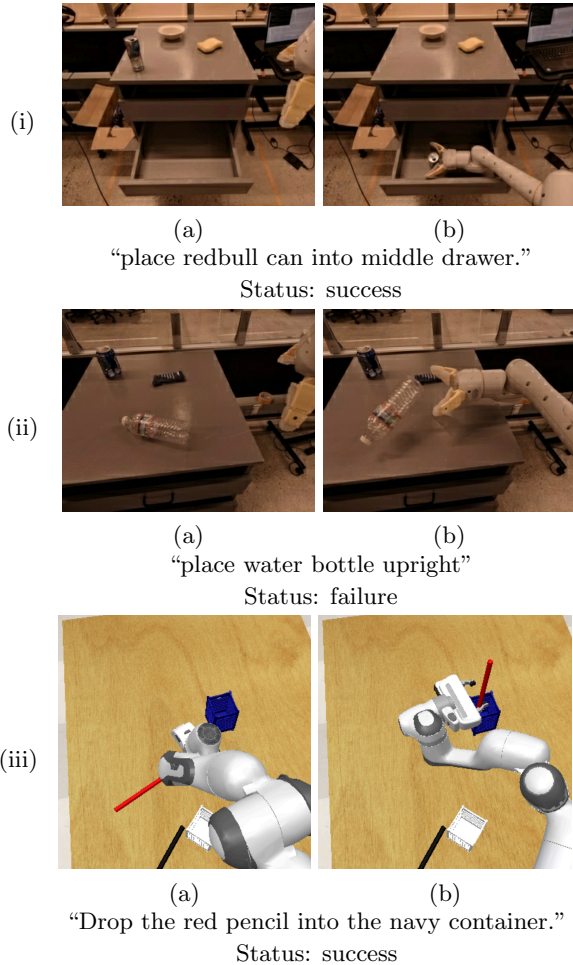 (i)
(a) (b)
“place redbull can into middle drawer.”
Status: success
(ii)
(a) (b)
“place water bottle upright”
Status: failure
(iii)
(a) (b)
“Drop the red pencil into the navy container.”
Status: success